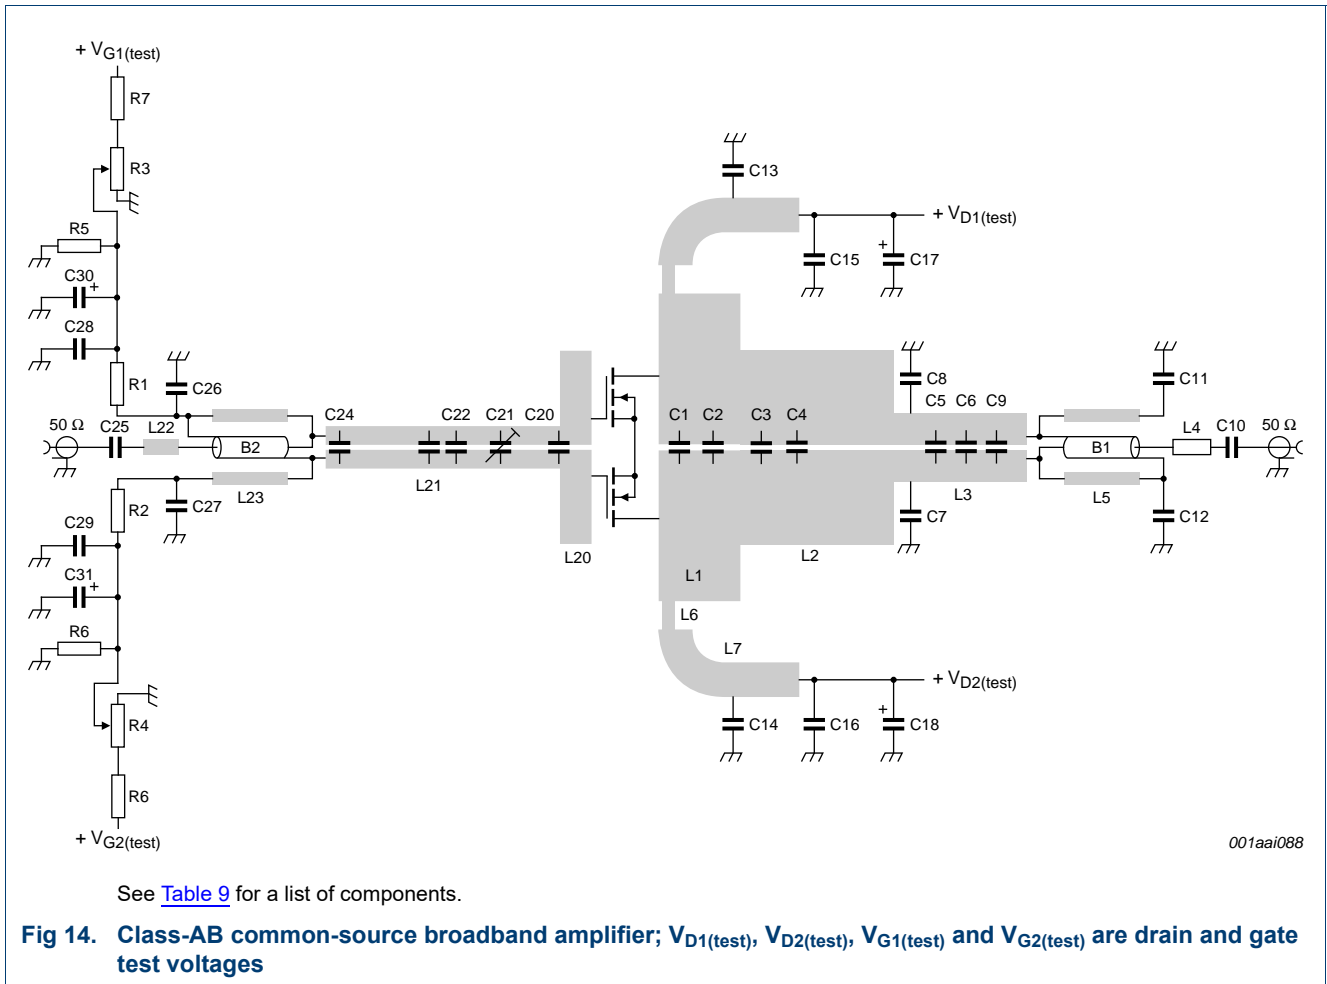 + VG1(test)
R7
R3
C13
R5
+ VD1(test)
C30
+
C15
+
C17
C28
R1
C26
C8
C11
50 Ω
C25
L22
B2
C24
C22
C21
C20
C1
C2
C3
C4
C5
C6
C9
B1
L4
C10
50 Ω
L21
L23
L3
L5
R2
C27
C7
C12
C29
L20
L2
C31
+
L1
L6
R6
L7
+ VD2(test)
R4
C14
C16
+
C18
R6
+ VG2(test)
001aai088
See Table 9 for a list of components.
Fig 14. Class-AB common-source broadband amplifier; VD1(test), VD2(test), VG1(test) and VG2(test) are drain and gate
test voltages